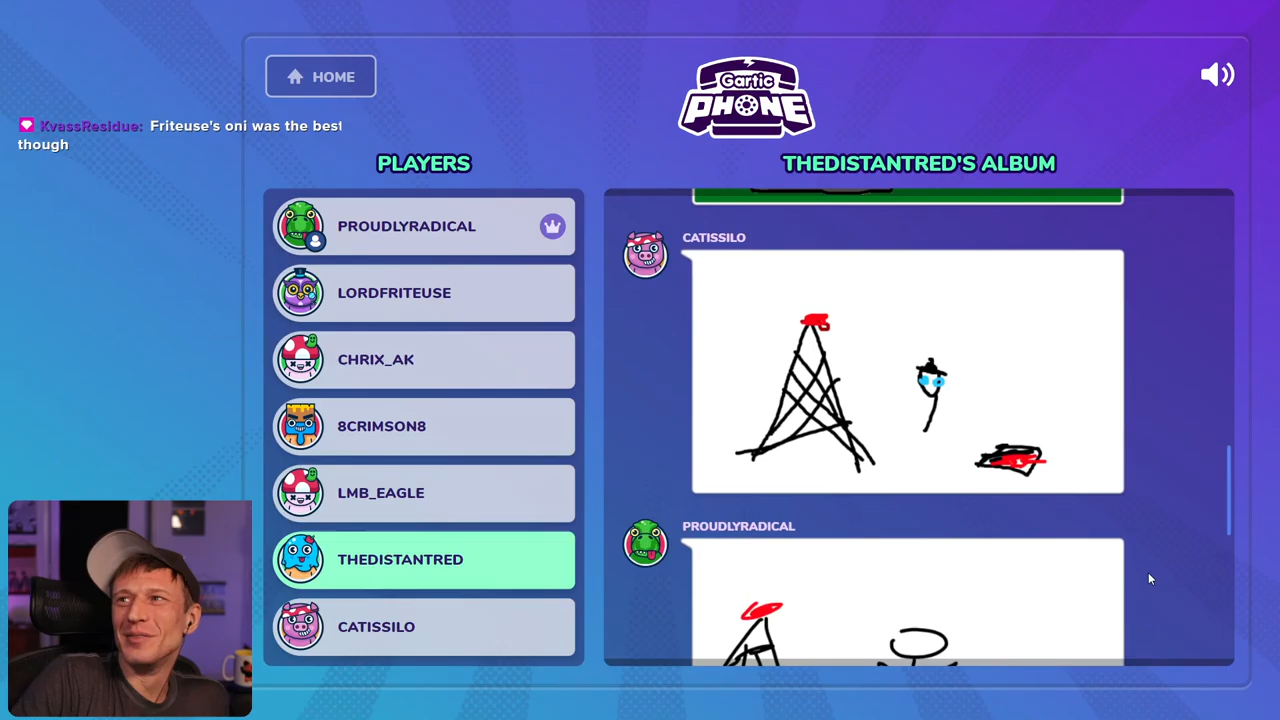 HOME
Gartic
PHONE
KvassResidue: Friteuse's oni was the best
though
PLAYERS
THEDISTANTRED'S ALBUM
PROUDLYRADICAL
LORDFRITEUSE
CHRIX_AK
8CRIMSON8
LMB_EAGLE
THEDISTANTRED
CATISSILO
CATISSILO
PROUDLYRADICAL